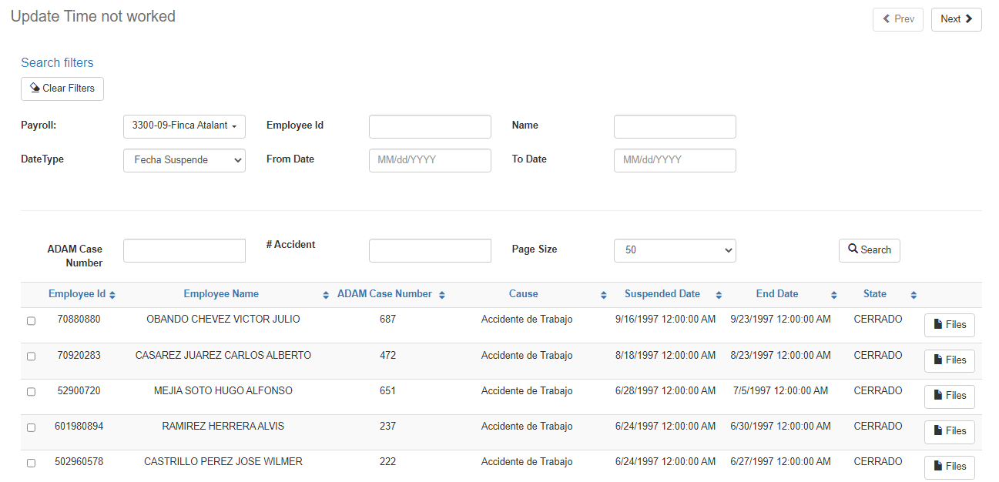 Update Time not worked
Prev Next
Search filters
Clear Filters
Payroll: 3300-09-Finca Atalant Employee Id Name
DateType Fecha Suspende From Date MM/dd/YYYY To Date MM/dd/YYYY
ADAM Case Number # Accident Page Size 50 Search
Employee Id Employee Name ADAM Case Number Cause Suspended Date End Date State
70880880 OBANDO CHEVEZ VICTOR JULIO 687 Accidente de Trabajo 9/16/1997 12:00:00 AM 9/23/1997 12:00:00 AM CERRADO Files
70920283 CASAREZ JUAREZ CARLOS ALBERTO 472 Accidente de Trabajo 8/18/1997 12:00:00 AM 8/23/1997 12:00:00 AM CERRADO Files
52900720 MEJIA SOTO HUGO ALFONSO 651 Accidente de Trabajo 6/28/1997 12:00:00 AM 7/5/1997 12:00:00 AM CERRADO Files
601980894 RAMIREZ HERRERA ALVIS 237 Accidente de Trabajo 6/24/1997 12:00:00 AM 6/30/1997 12:00:00 AM CERRADO Files
502960578 CASTRILLO PEREZ JOSE WILMER 222 Accidente de Trabajo 6/24/1997 12:00:00 AM 6/27/1997 12:00:00 AM CERRADO Files